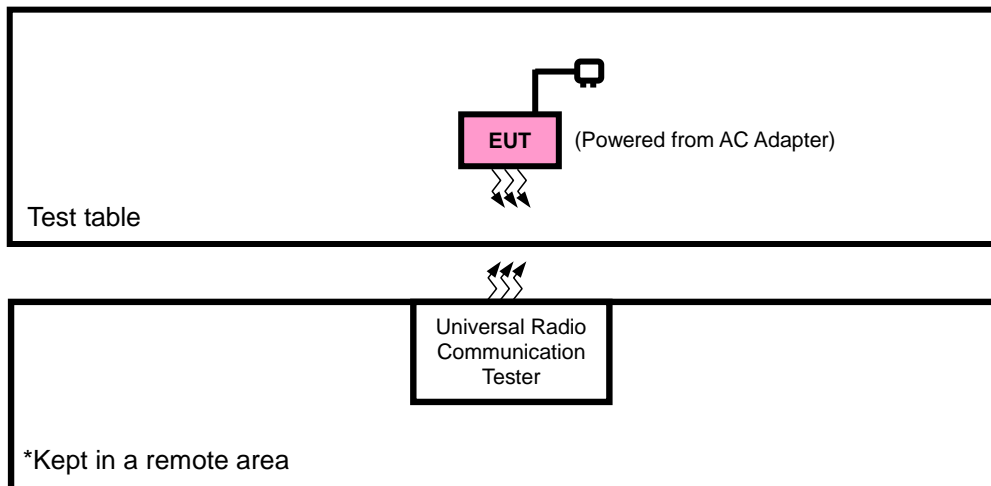 EUT
(Powered from AC Adapter)
Test table
Universal Radio
Communication
Tester
*Kept in a remote area